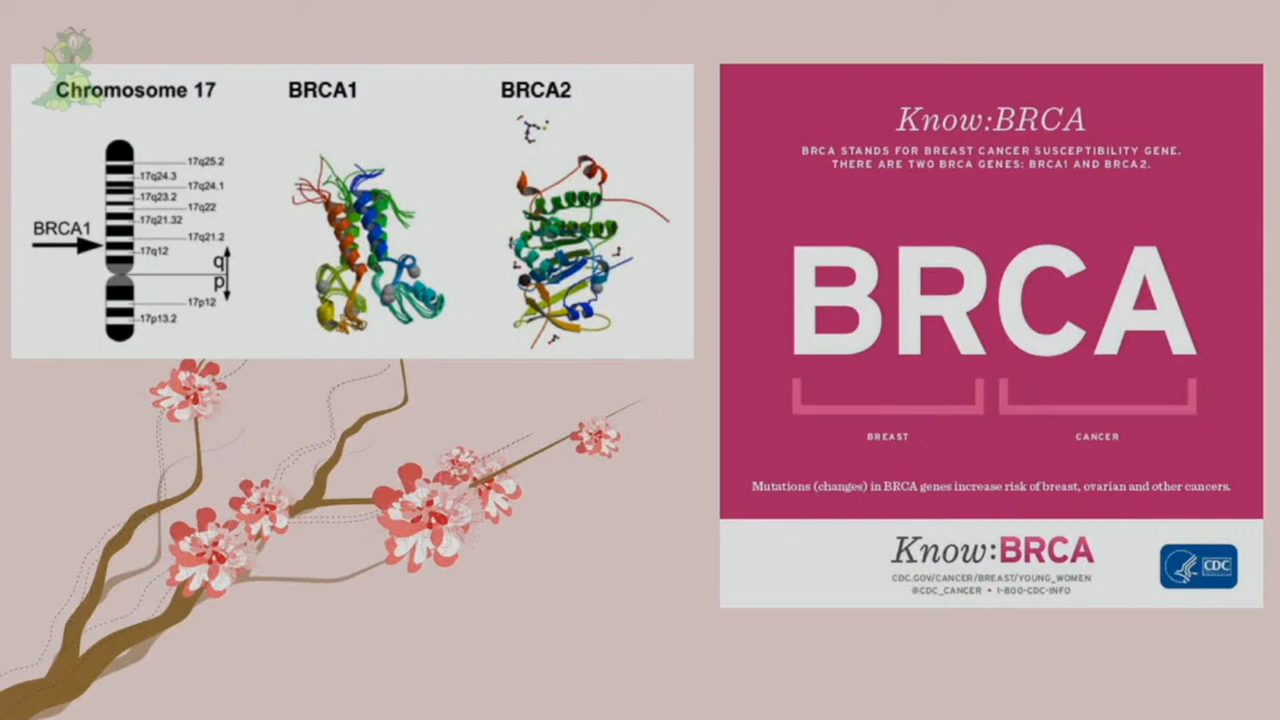 Chromosome 17
BRCA1
BRCA2
17q25.2
17q24.3
17q24.1
17q23.2
17q22
17q21.32
BRCA1
17q21.2
17q12
q
p
17p12
17p13.2
Know:BRCA
BRCA STANDS FOR BREAST CANCER SUSCEPTIBILITY GENE.
THERE ARE TWO BRCA GENES: BRCA1 AND BRCA2.
BRCA
BREAST
CANCER
Mutations (changes) in BRCA genes increase risk of breast, ovarian and other cancers.
Know:BRCA
CDC.GOV/CANCER/BREAST/YOUNG_WOMEN
@CDC_CANCER • 1-800-CDC-INFO
CDC